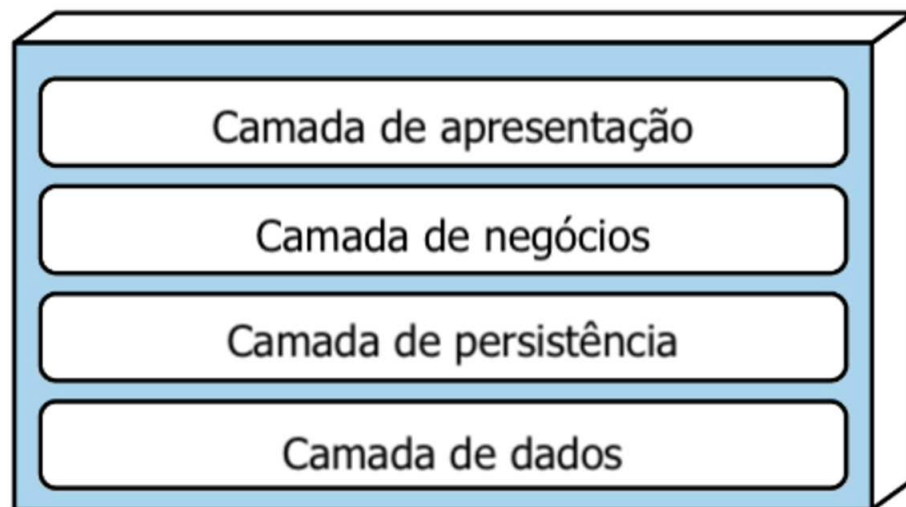 Camada de apresentação
Camada de negócios
Camada de persistência
Camada de dados